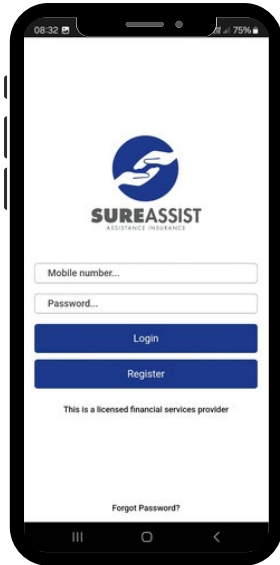 08:32
75%
SUREASSIST
ASSISTANCE INSURANCE
Mobile number...
Password...
Login
Register
This is a licensed financial services provider
Forgot Password?